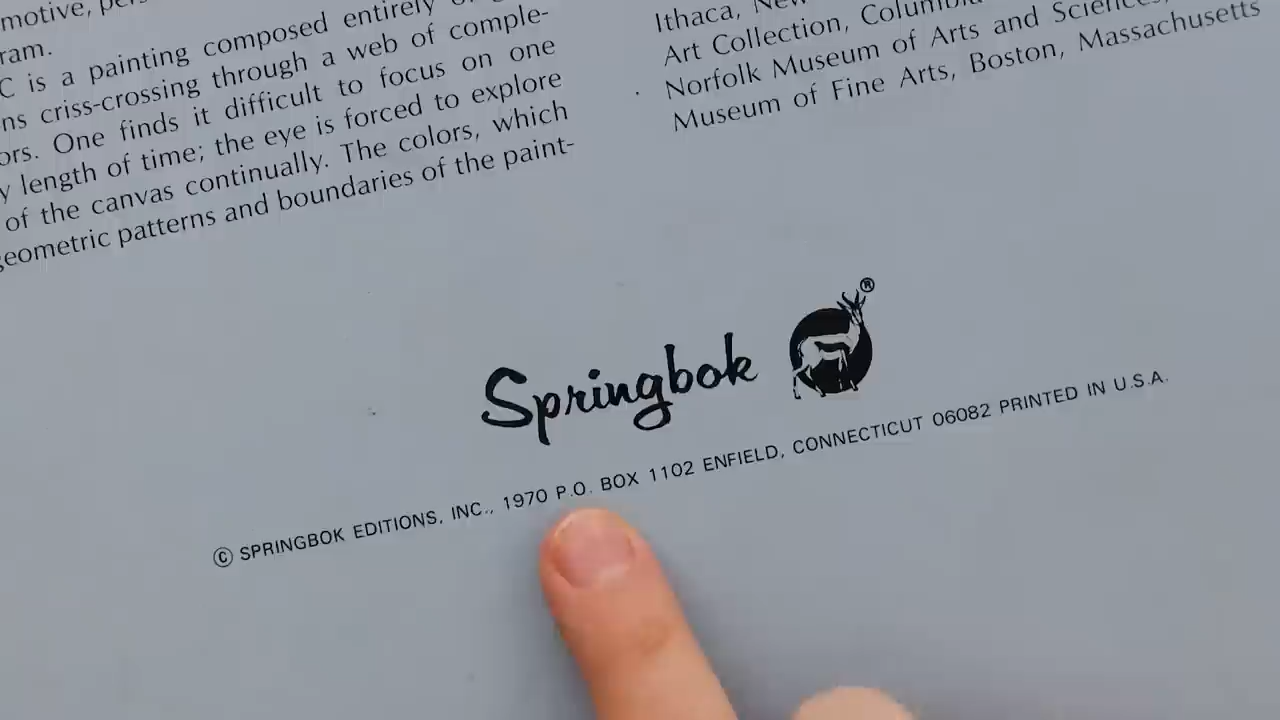 motive,
ram.
C is a painting composed entirely
ns criss-crossing through a web of comple-
ors. One finds it difficult to focus on one
y length of time; the eye is forced to explore
of the canvas continually. The colors, which
geometric patterns and boundaries of the paint-
Ithaca, New
Art Collection,
Norfolk Museum of Arts and Sciences,
Museum of Fine Arts, Boston, Massachusetts
Springbok ®
© SPRINGBOK EDITIONS, INC., 1970 P.O. BOX 1102 ENFIELD, CONNECTICUT 06082 PRINTED IN U.S.A.